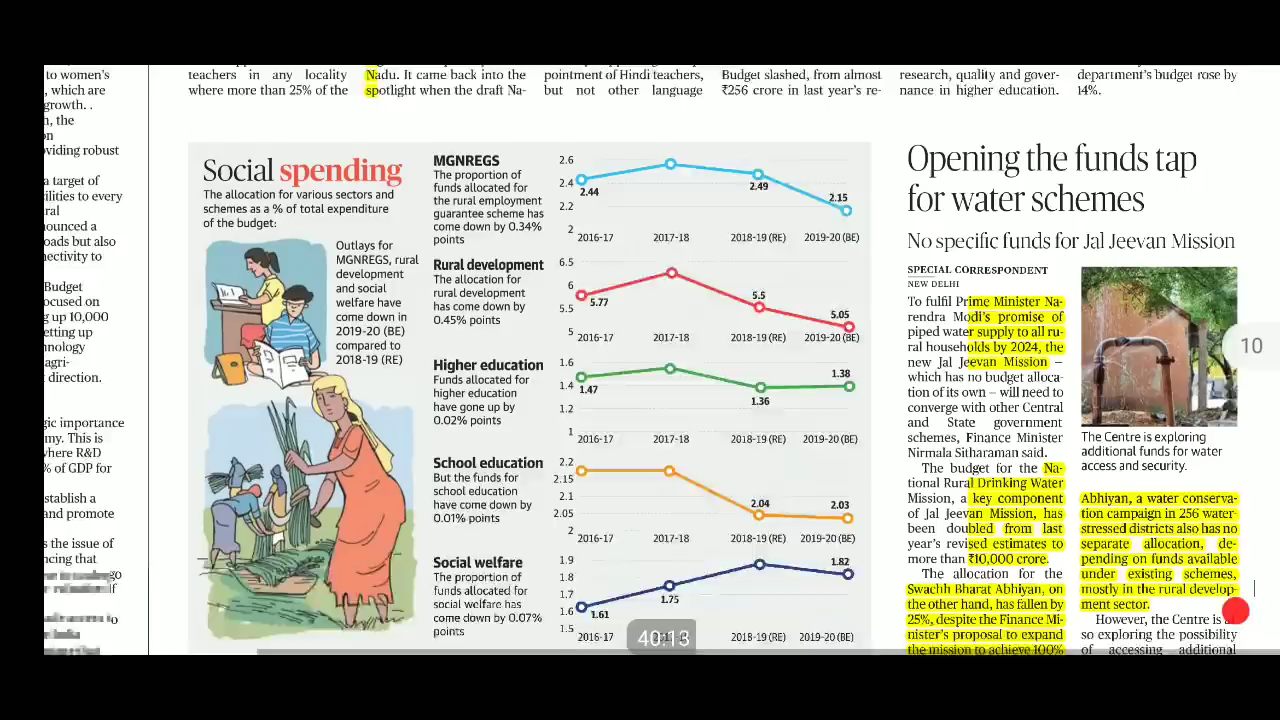 to women's
, which are
growth. .
n, the
on
oviding robust
a target of
cilities to every
ral
nounced a
oads but also
nectivity to
Budget
ocused on
g up 10,000
etting up
hnology
agri-
t direction.
gic importance
my. This is
where R&D
% of GDP for
stablish a
and promote
s the issue of
ncing that
teachers in any locality
where more than 25% of the
Nadu. It came back into the
spotlight when the draft Na-
pointment of Hindi teachers,
but not other language
Budget slashed, from almost
₹256 crore in last year's re-
research, quality and gover-
nance in higher education.
department's budget rose by
14%.
Social spending
The allocation for various sectors and
schemes as a % of total expenditure
of the budget:
Outlays for
MGNREGS, rural
development
and social
welfare have
come down in
2019-20 (BE)
compared to
2018-19 (RE)
MGNREGS
The proportion of
funds allocated for
the rural employment
guarantee scheme has
come down by 0.34%
points
2.6
2.4
2.2
2
2.44
2.49
2.15
2016-17 2017-18 2018-19 (RE) 2019-20 (BE)
Rural development
The allocation for
rural development
has come down by
0.45% points
6.5
6
5.5
5
5.77
5.5
5.05
2016-17 2017-18 2018-19 (RE) 2019-20 (BE)
Higher education
Funds allocated for
higher education
have gone up by
0.02% points
1.6
1.4
1.2
1
1.47
1.36
1.38
2016-17 2017-18 2018-19 (RE) 2019-20 (BE)
School education
But the funds for
school education
have come down by
0.01% points
2.2
2.15
2.1
2.05
2
2.04
2.03
2016-17 2017-18 2018-19 (RE) 2019-20 (BE)
Social welfare
The proportion of
funds allocated for
social welfare has
come down by 0.07%
points
1.9
1.8
1.7
1.6
1.5
1.61
1.75
1.82
2016-17 2017-18 2018-19 (RE) 2019-20 (BE)
40:13
Opening the funds tap
for water schemes
No specific funds for Jal Jeevan Mission
SPECIAL CORRESPONDENT
NEW DELHI
To fulfil Prime Minister Na-
rendra Modi's promise of
piped water supply to all ru-
ral households by 2024, the
new Jal Jeevan Mission –
which has no budget alloca-
tion of its own – will need to
converge with other Central
and State government
schemes, Finance Minister
Nirmala Sitharaman said.
The budget for the Na-
tional Rural Drinking Water
Mission, a key component
of Jal Jeevan Mission, has
been doubled from last
year's revised estimates to
more than ₹10,000 crore.
The allocation for the
Swachh Bharat Abhiyan, on
the other hand, has fallen by
25%, despite the Finance Mi-
nister's proposal to expand
the mission to achieve 100%
The Centre is exploring
additional funds for water
access and security.
Abhiyan, a water conserva-
tion campaign in 256 water-
stressed districts also has no
separate allocation, de-
pending on funds available
under existing schemes,
mostly in the rural develop-
ment sector.
However, the Centre is al
so exploring the possibility
of accessing additional
10